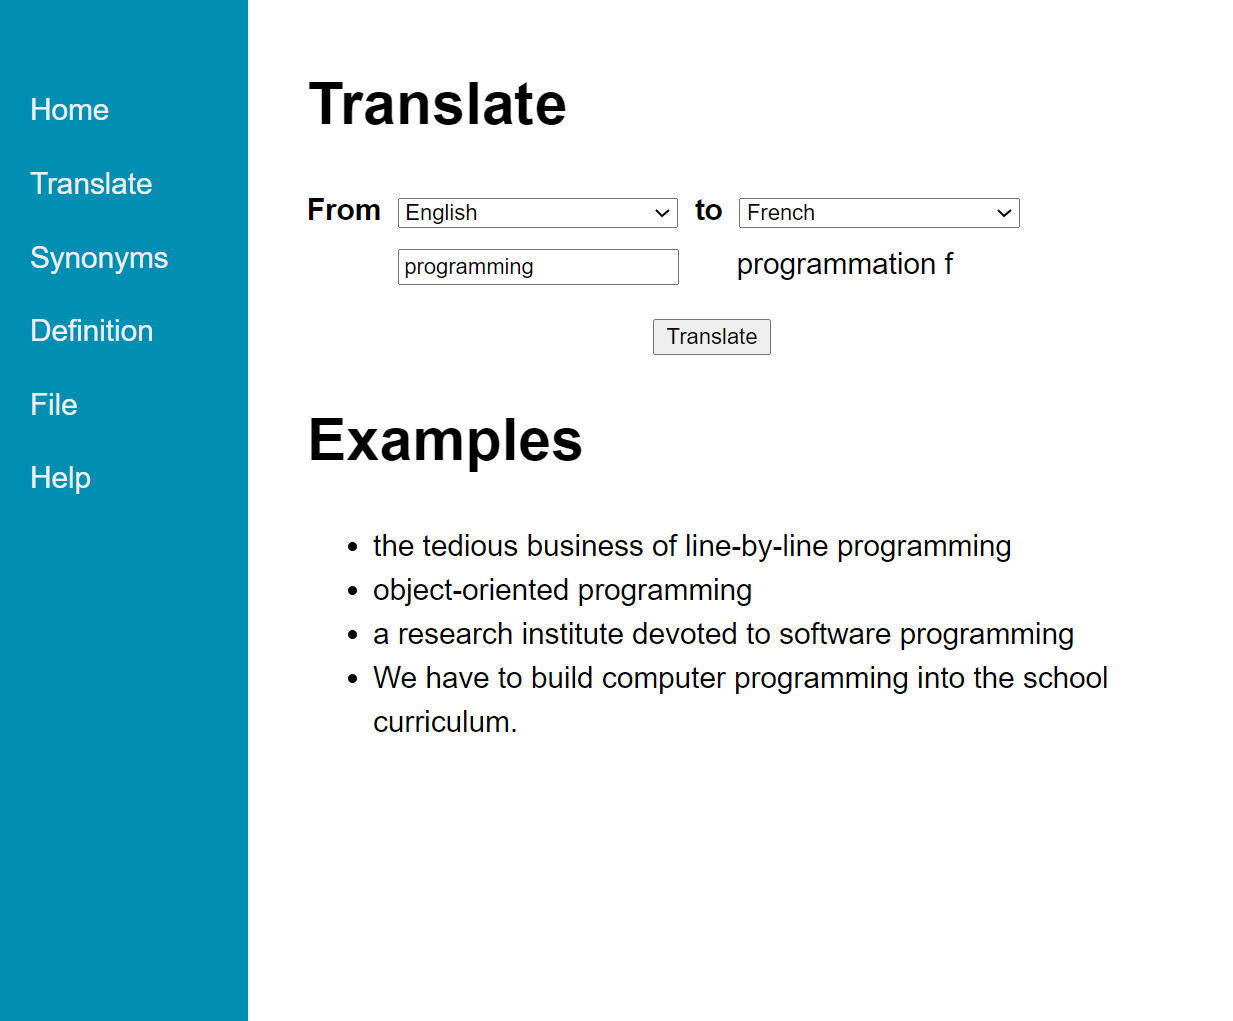 Home
Translate
Synonyms
Definition
File
Help
Translate
From English to French
programming programmation f
Translate
Examples
• the tedious business of line-by-line programming
• object-oriented programming
• a research institute devoted to software programming
• We have to build computer programming into the school
curriculum.